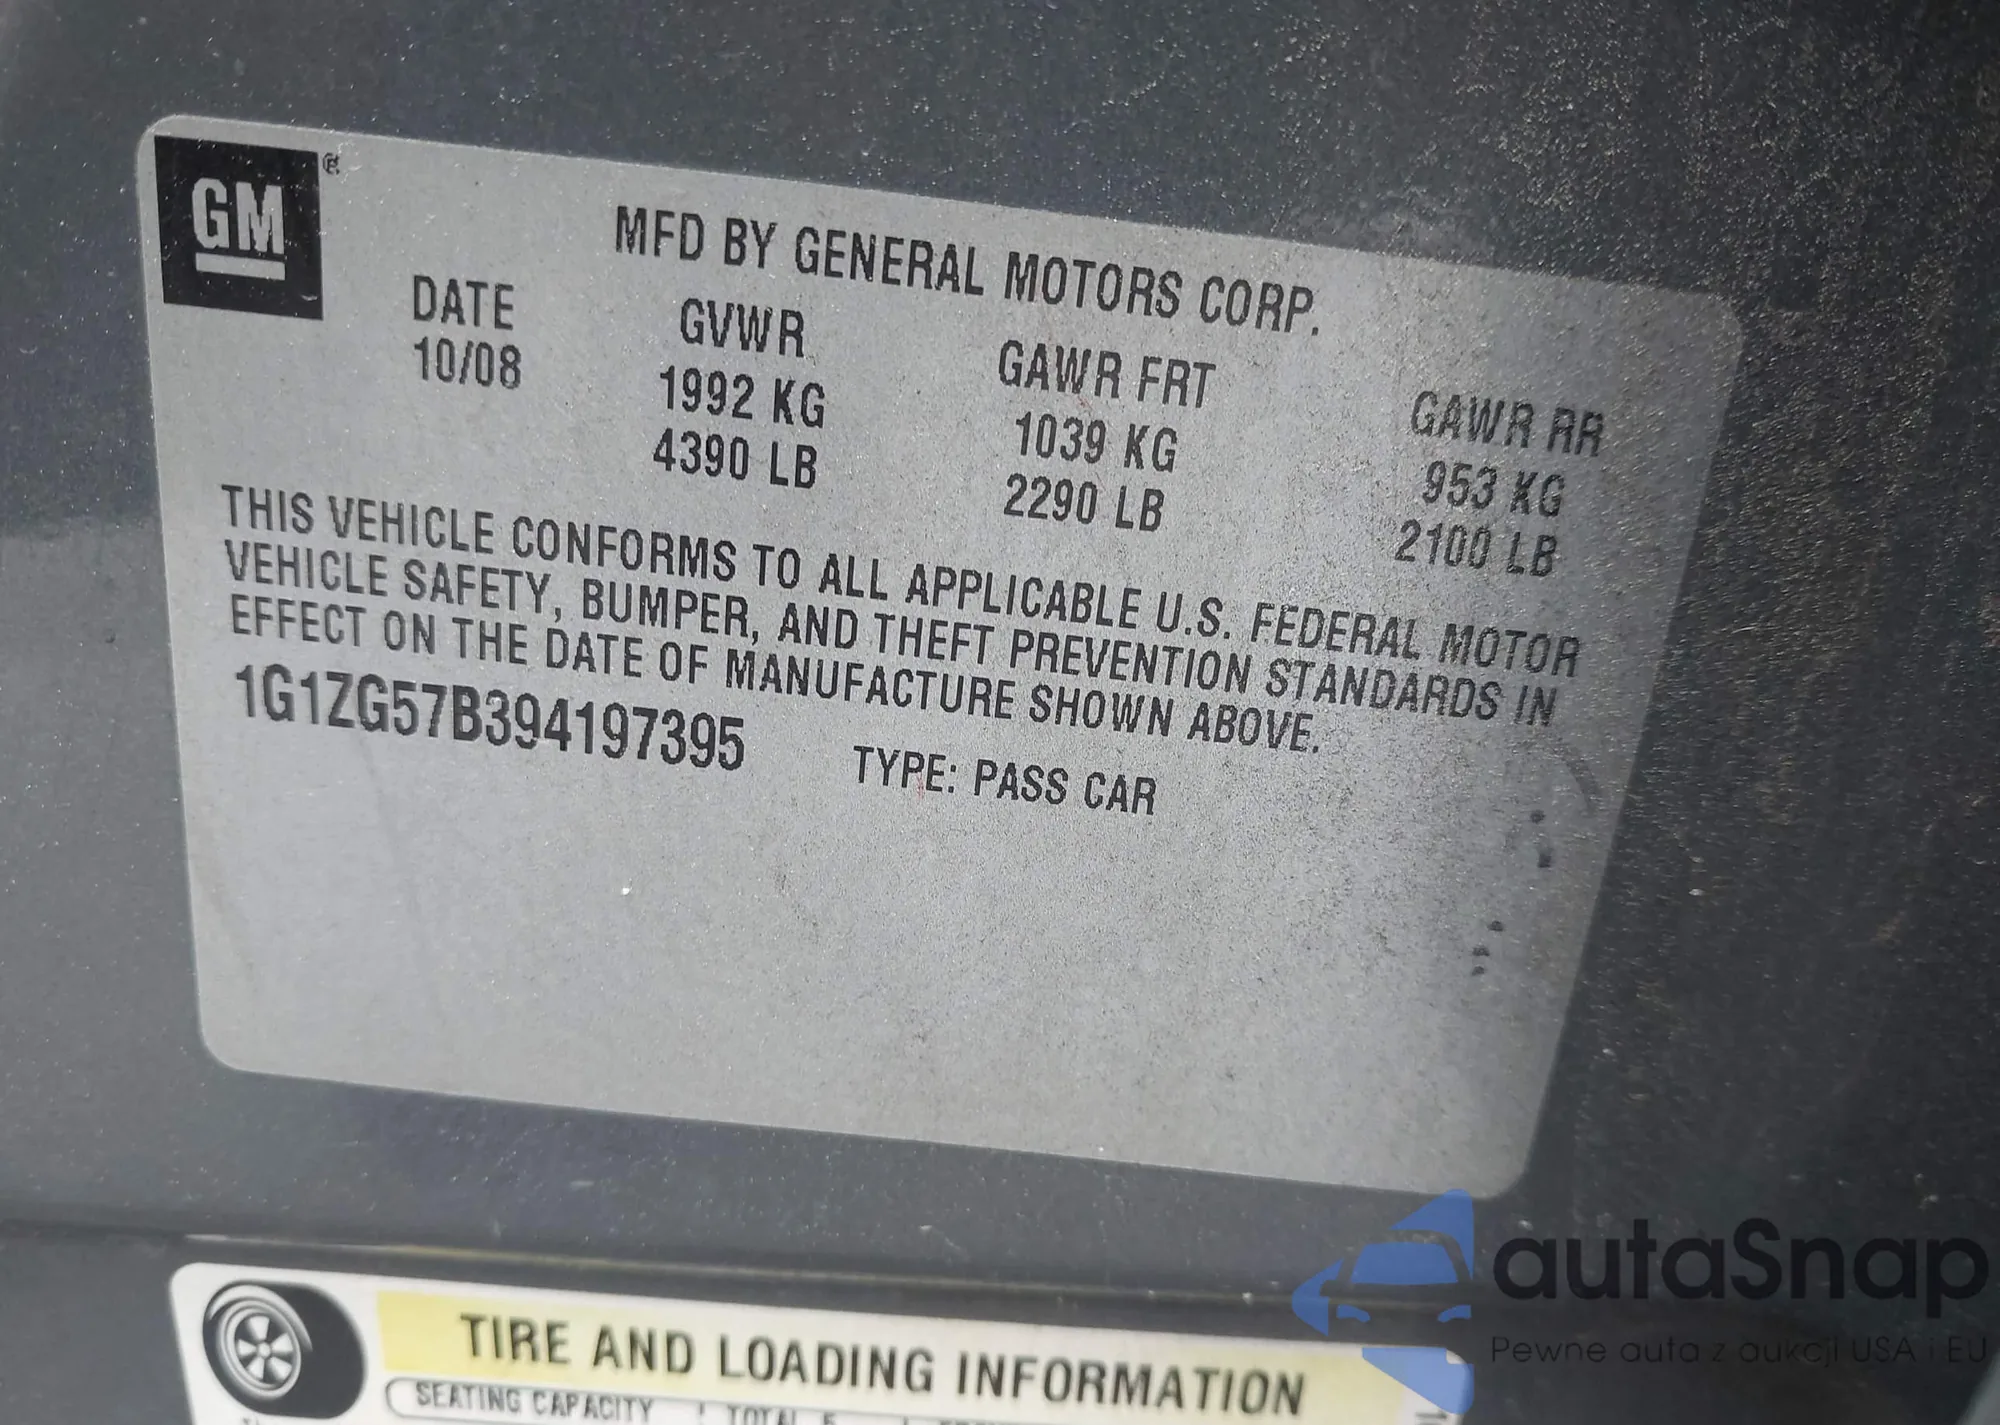 GM®
MFD BY GENERAL MOTORS CORP.
DATE GVWR GAWR FRT GAWR RR
10/08 1992 KG 1039 KG 953 KG
4390 LB 2290 LB 2100 LB
THIS VEHICLE CONFORMS TO ALL APPLICABLE U.S. FEDERAL MOTOR
VEHICLE SAFETY, BUMPER, AND THEFT PREVENTION STANDARDS IN
EFFECT ON THE DATE OF MANUFACTURE SHOWN ABOVE.
1G1ZG57B394197395 TYPE: PASS CAR
TIRE AND LOADING INFORMATION
SEATING CAPACITY TOTAL 5
autaSnap
Pewne auta z aukcji USA i EU